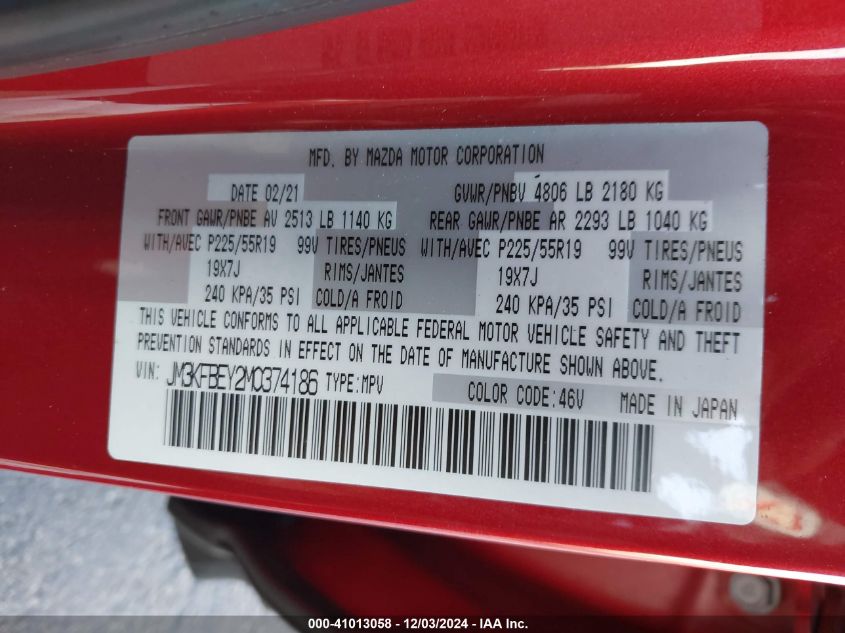 MFD. BY MAZDA MOTOR CORPORATION
DATE 02/21 GVWR/PNBV 4806 LB 2180 KG
FRONT GAWR/PNBE AV 2513 LB 1140 KG REAR GAWR/PNBE AR 2293 LB 1040 KG
WITH/AVEC P225/55R19 99V TIRES/PNEUS WITH/AVEC P225/55R19 99V TIRES/PNEUS
19X7J RIMS/JANTES 19X7J RIMS/JANTES
240 KPA/35 PSI COLD/A FROID 240 KPA/35 PSI COLD/A FROID
THIS VEHICLE CONFORMS TO ALL APPLICABLE FEDERAL MOTOR VEHICLE SAFETY AND THEFT
PREVENTION STANDARDS IN EFFECT ON THE DATE OF MANUFACTURE SHOWN ABOVE.
VIN: JM3KFBEY2M0374186 TYPE:MPV COLOR CODE:46V MADE IN JAPAN
000-41013058 - 12/03/2024 - IAA Inc.